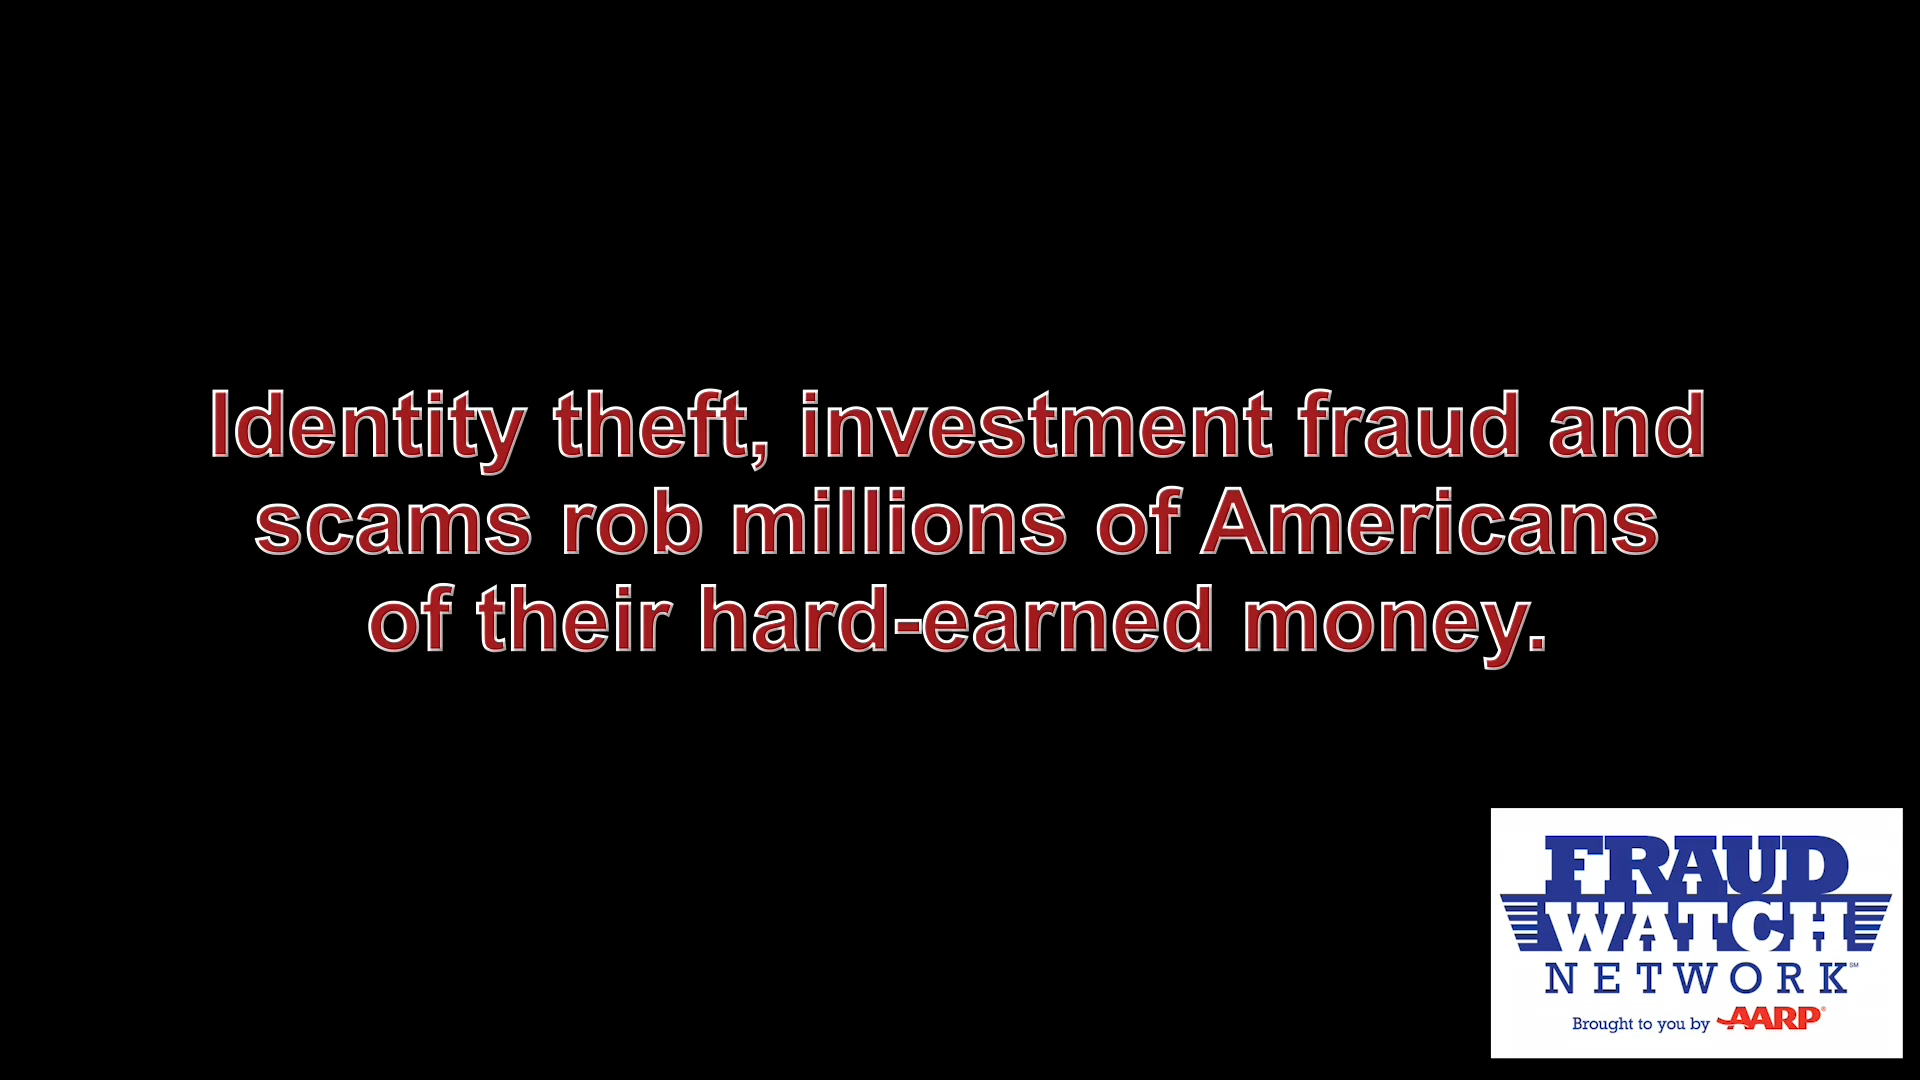 Identity theft, investment fraud and
scams rob millions of Americans
of their hard-earned money.
FRAUD
WATCH
NETWORK℠
Brought to you by AARP®